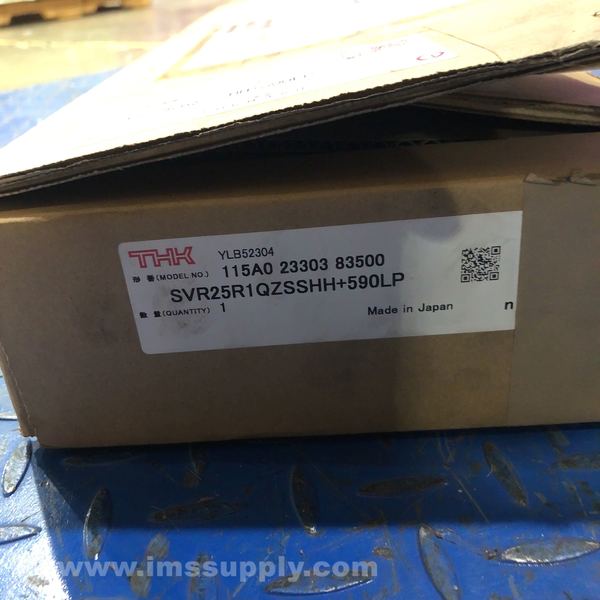 THK YLB52304
形番(MODEL NO.) 115A0 23303 83500
SVR25R1QZSSHH+590LP
数量(QUANTITY) 1 Made in Japan n
www.imssupply.com